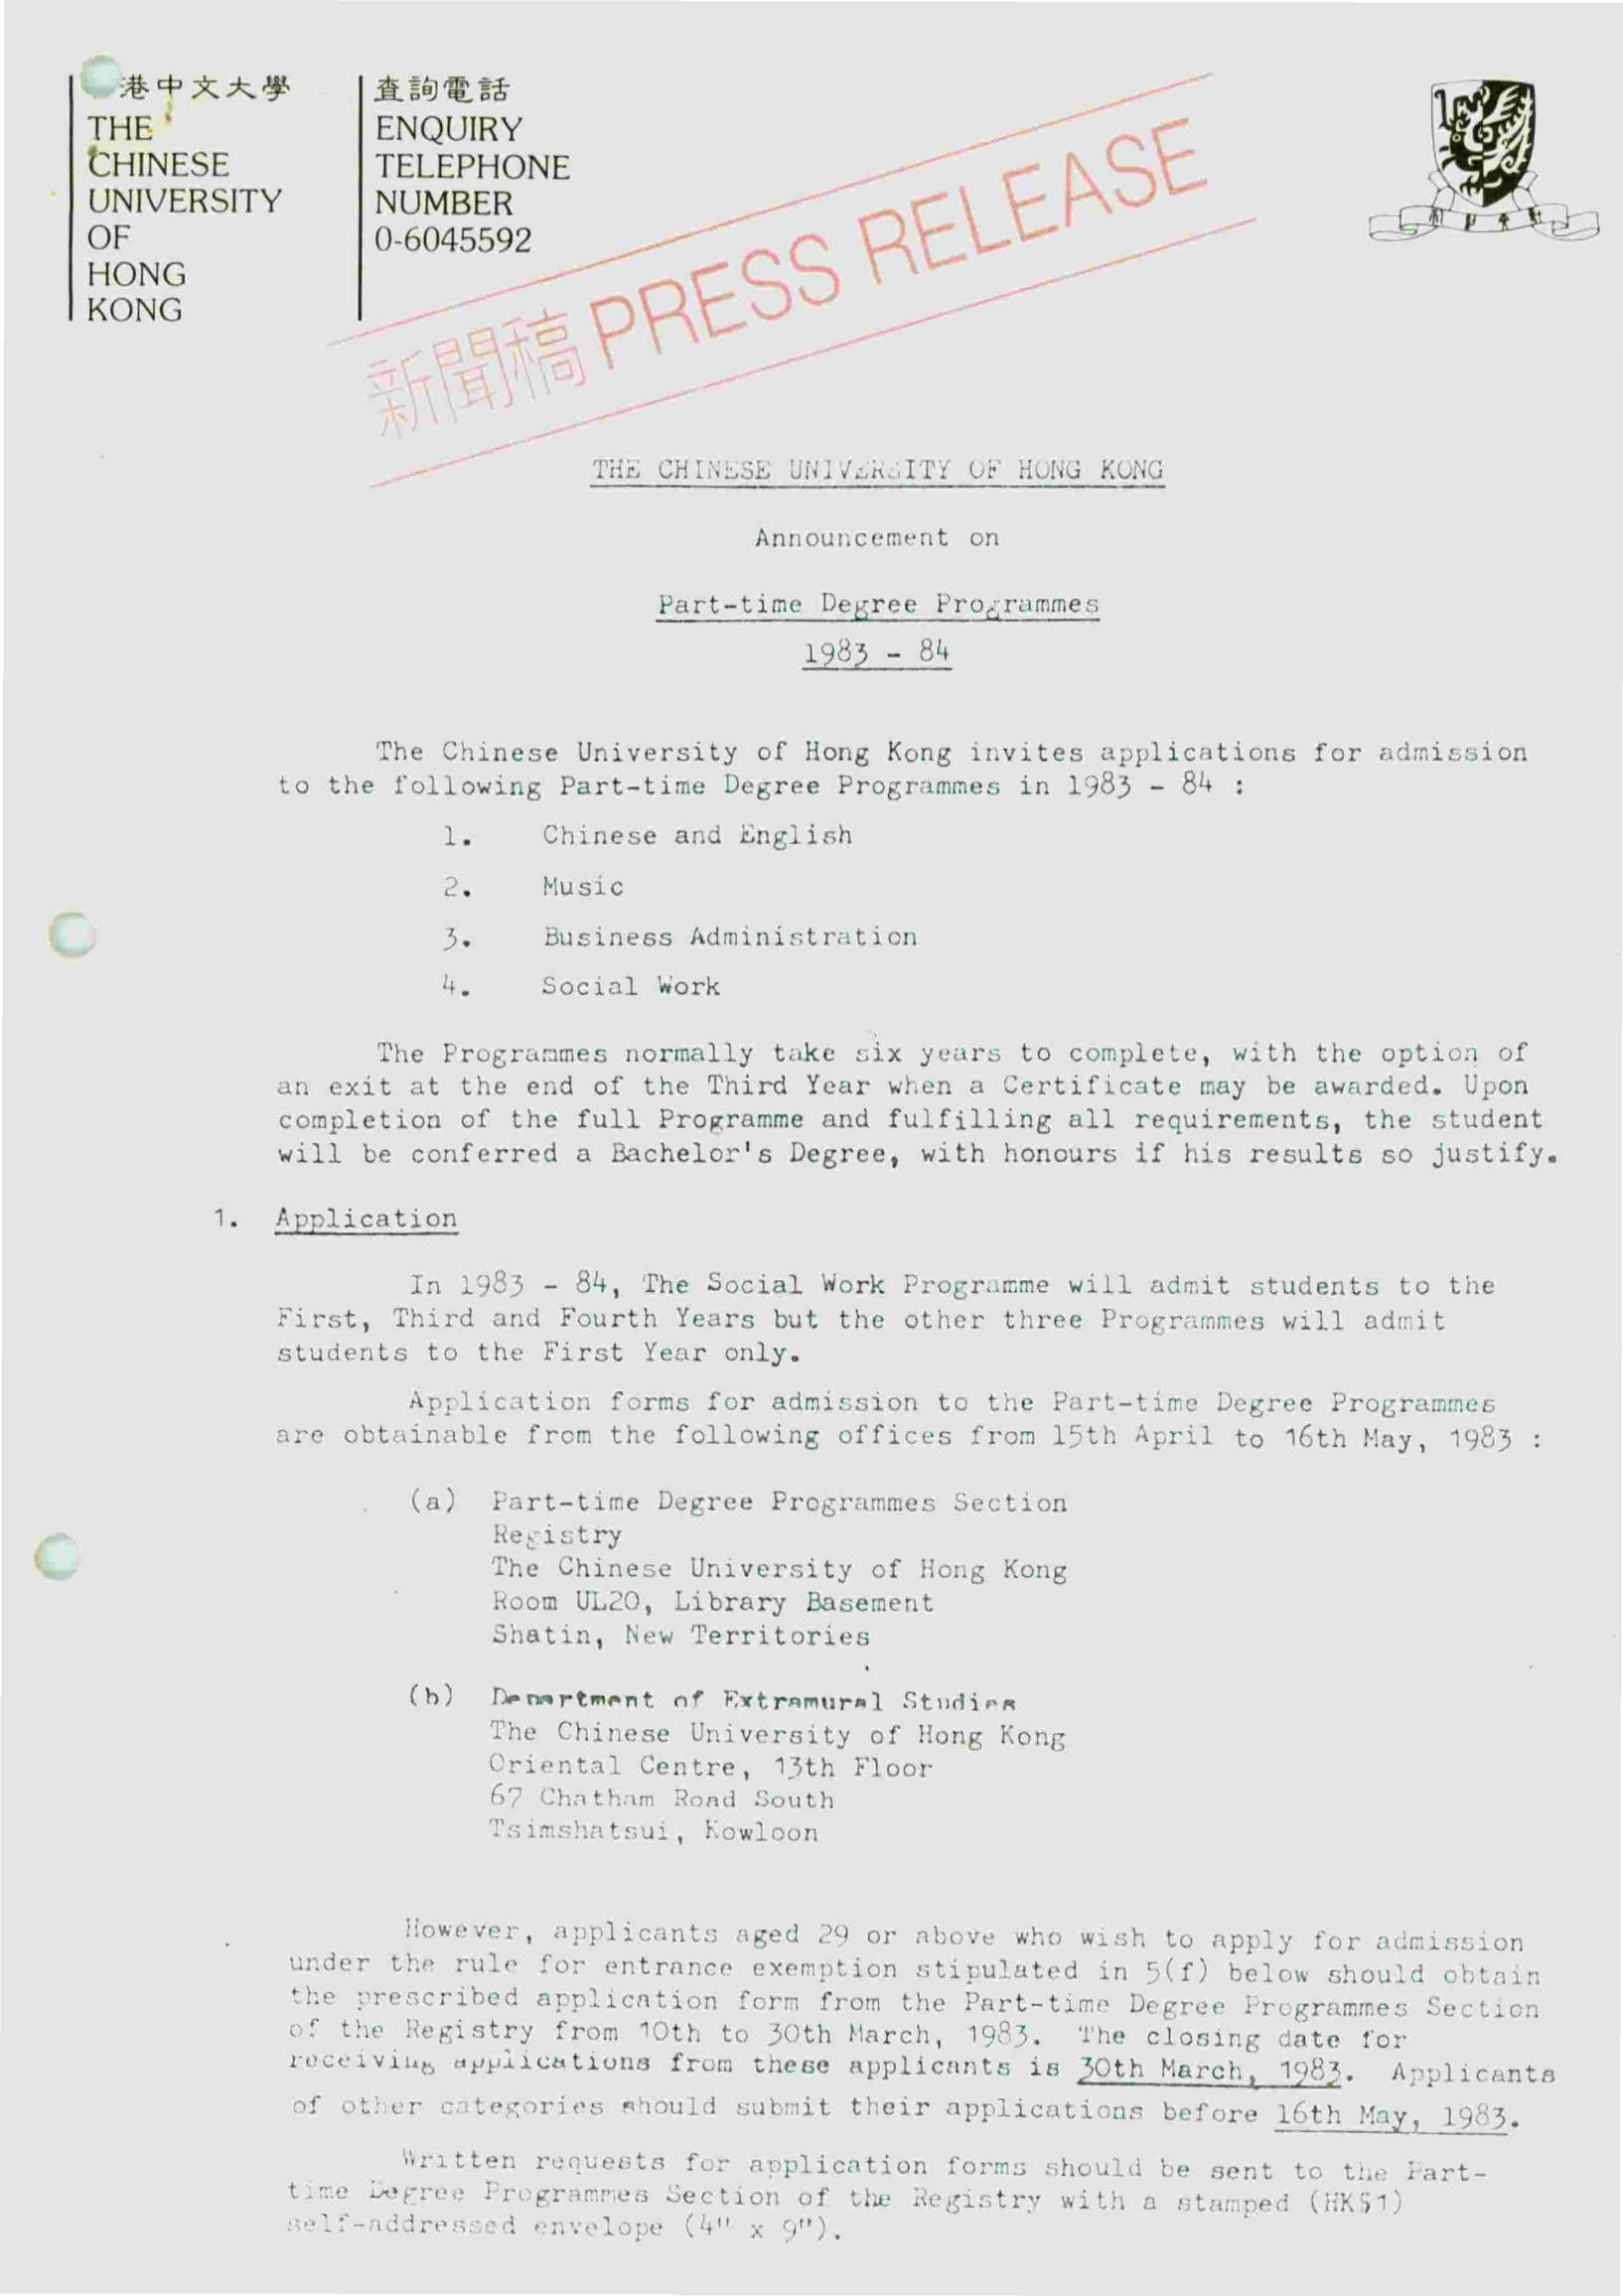 港中文大學
THE
CHINESE
UNIVERSITY
OF
HONG
KONG
查詢電話
ENQUIRY
TELEPHONE
NUMBER
0-6045592
新聞稿 PRESS RELEASE
THE CHINESE UNIVERSITY OF HONG KONG
Announcement on
Part-time Degree Programmes
1983 - 84
The Chinese University of Hong Kong invites applications for admission
to the following Part-time Degree Programmes in 1983 - 84 :
1. Chinese and English
2. Music
3. Business Administration
4. Social Work
The Programmes normally take six years to complete, with the option of
an exit at the end of the Third Year when a Certificate may be awarded. Upon
completion of the full Programme and fulfilling all requirements, the student
will be conferred a Bachelor's Degree, with honours if his results so justify.
1. Application
In 1983 - 84, The Social Work Programme will admit students to the
First, Third and Fourth Years but the other three Programmes will admit
students to the First Year only.
Application forms for admission to the Part-time Degree Programmes
are obtainable from the following offices from 15th April to 16th May, 1983 :
(a) Part-time Degree Programmes Section
Registry
The Chinese University of Hong Kong
Room UL20, Library Basement
Shatin, New Territories
(b) Department of Extramural Studies
The Chinese University of Hong Kong
Oriental Centre, 13th Floor
67 Chatham Road South
Tsimshatsui, Kowloon
However, applicants aged 29 or above who wish to apply for admission
under the rule for entrance exemption stipulated in 5(f) below should obtain
the prescribed application form from the Part-time Degree Programmes Section
of the Registry from 10th to 30th March, 1983. The closing date for
receiving applications from these applicants is 30th March, 1983. Applicants
of other categories should submit their applications before 16th May, 1983.
Written requests for application forms should be sent to the Part-
time Degree Programmes Section of the Registry with a stamped (HK$1)
self-addressed envelope (4" x 9").